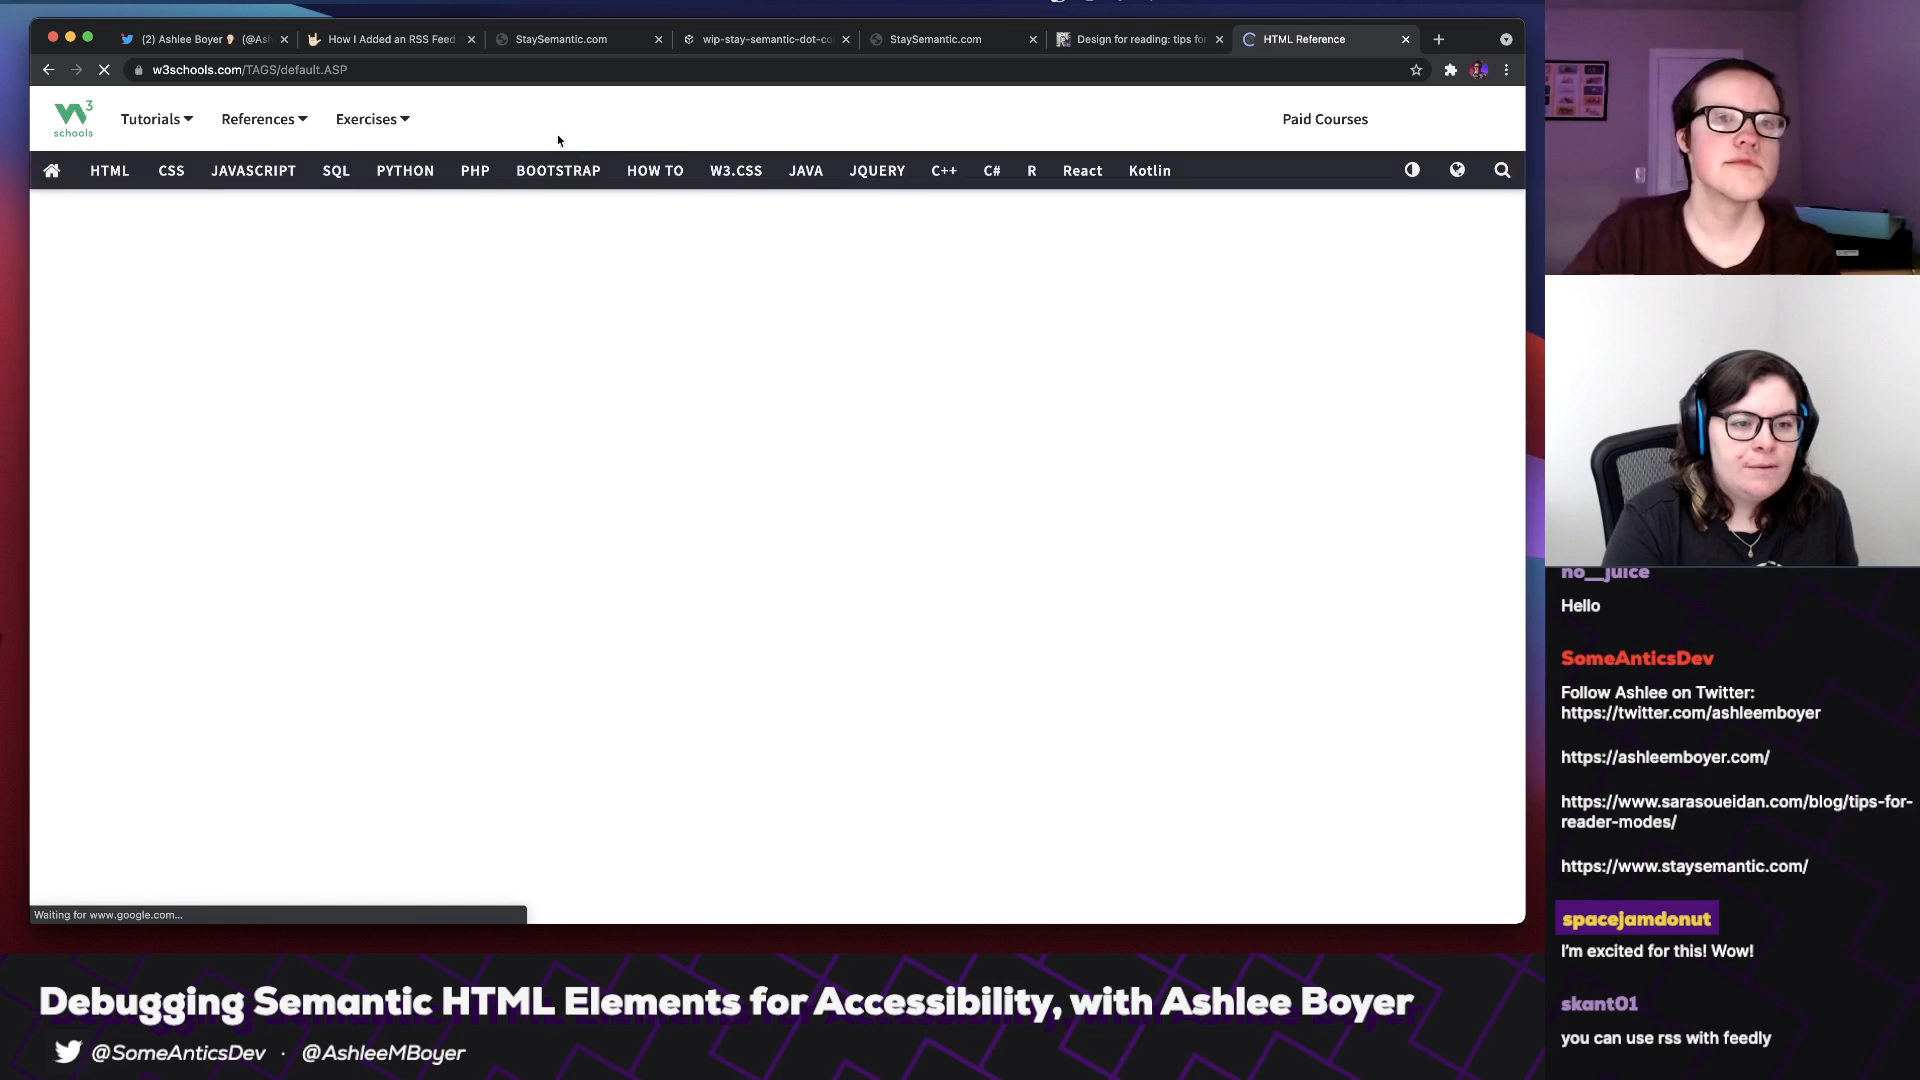 (2) Ashlee Boyer (@Ash
How I Added an RSS Feed
StaySemantic.com
wip-stay-semantic-dot-co
StaySemantic.com
Design for reading: tips for
HTML Reference
w3schools.com/TAGS/default.ASP
W3 schools
Tutorials
References
Exercises
Paid Courses
HTML CSS JAVASCRIPT SQL PYTHON PHP BOOTSTRAP HOW TO W3.CSS JAVA JQUERY C++ C# R React Kotlin
Waiting for www.google.com...
no__juice
Hello
SomeAnticsDev
Follow Ashlee on Twitter:
https://twitter.com/ashleemboyer
https://ashleemboyer.com/
https://www.sarasoueidan.com/blog/tips-for-
reader-modes/
https://www.staysemantic.com/
spacejamdonut
I'm excited for this! Wow!
skant01
you can use rss with feedly
Debugging Semantic HTML Elements for Accessibility, with Ashlee Boyer
@SomeAnticsDev · @AshleeMBoyer